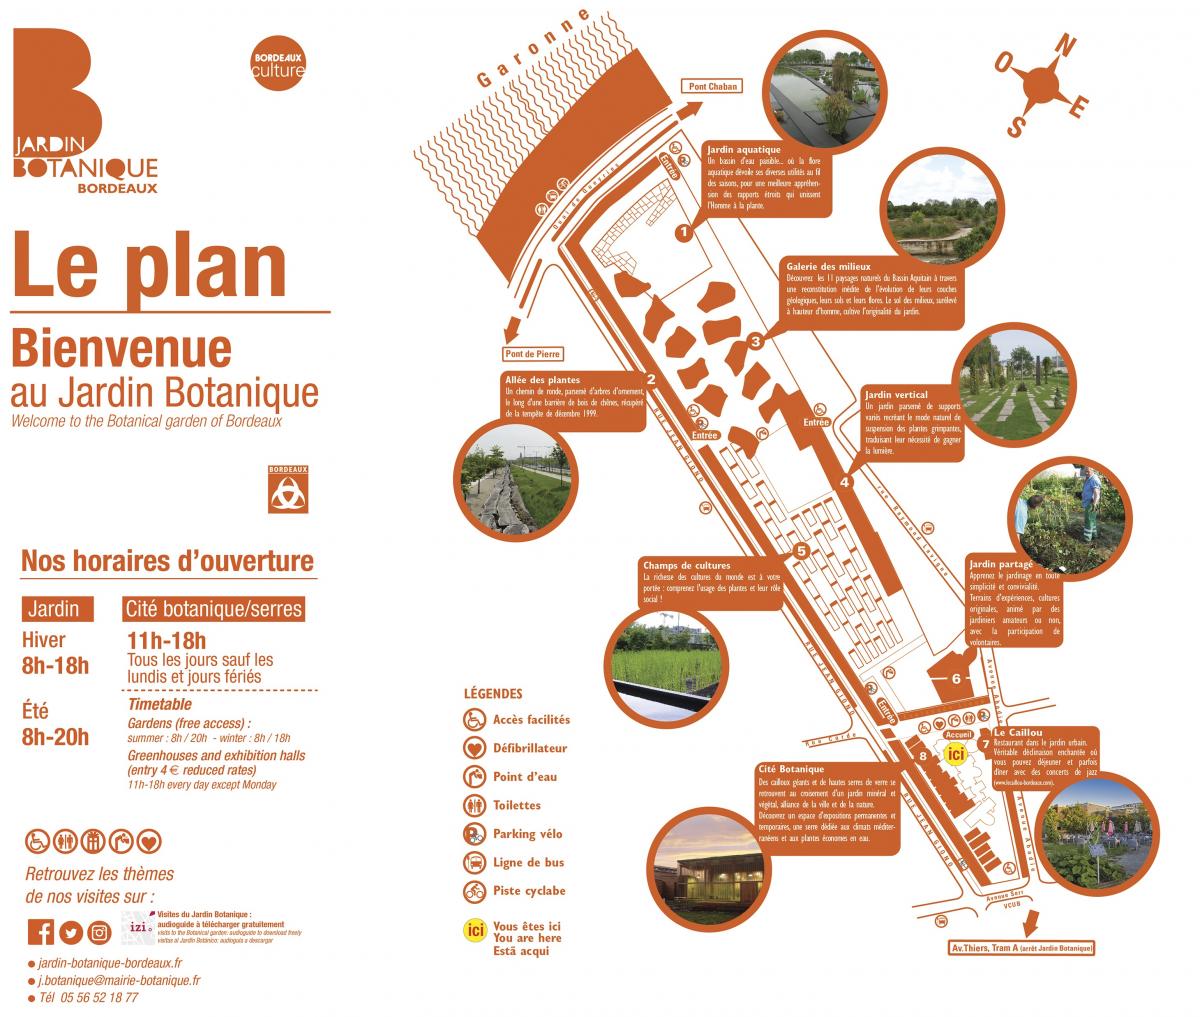 JARDIN
BOTANIQUE
BORDEAUX
BORDEAUX
culture
Le plan
Bienvenue
au Jardin Botanique
Welcome to the Botanical garden of Bordeaux
BORDEAUX
Nos horaires d'ouverture
Jardin
Hiver
8h-18h
Été
8h-20h
Cité botanique/serres
11h-18h
Tous les jours sauf les
lundis et jours fériés
Timetable
Gardens (free access) :
summer : 8h / 20h - winter : 8h / 18h
Greenhouses and exhibition halls
(entry 4 € reduced rates)
11h-18h every day except Monday
Retrouvez les thèmes
de nos visites sur :
izi.
Visites du Jardin Botanique :
audioguide à télécharger gratuitement
visits to the Botanical garden: audioguide to download freely
visitas al Jardín Botánico: audioguía a descargar
jardin-botanique-bordeaux.fr
j.botanique@mairie-botanique.fr
Tél 05 56 52 18 77
LÉGENDES
Accès facilités
Défibrillateur
Point d'eau
Toilettes
Parking vélo
Ligne de bus
Piste cyclabe
ici
Vous êtes ici
You are here
Està acqui
Garonne
Pont Chaban
N
O
E
S
Quai de Queyries
Entrée
Pont de Pierre
1
Jardin aquatique
Un bassin d'eau paisible... où la flore
aquatique dévoile ses diverses utilités au fil
des saisons, pour une meilleure appréhen-
sion des rapports étroits qui unissent
l'Homme à la plante.
Galerie des milieux
Découvrez les 11 paysages naturels du Bassin Aquitain à travers
une reconstitution inédite de l'évolution de leurs couches
géologiques, leurs sols et leurs flores. Le sol des milieux, surélevé
à hauteur d'homme, cultive l'originalité du jardin.
3
2
Allée des plantes
Un chemin de ronde, parsemé d'arbres d'ornement,
le long d'une barrière de bois de chênes, récupéré
de la tempête de décembre 1999.
RUE JEAN GIONO
Entrée
Entrée
Jardin vertical
Un jardin parsemé de supports
variés recréant le mode naturel de
suspension des plantes grimpantes,
traduisant leur nécessité de gagner
la lumière.
4
rue Raymond Lavigne
5
Champs de cultures
La richesse des cultures du monde est à votre
portée : comprenez l'usage des plantes et leur rôle
social !
Jardin partagé
Apprenez le jardinage en toute
simplicité et convivialité.
Terrains d'expériences, cultures
originales, animé par des
jardiniers amateurs ou non,
avec la participation de
volontaires.
6
RUE JEAN GIONO
Entrée
Rue Corde
Avenue Abadie
Accueil
ici
7
Le Caillou
Restaurant dans le jardin urbain.
Véritable déclinaison enchantée où
vous pouvez déjeuner et parfois
dîner avec des concerts de jazz
(www.lecaillou-bordeaux.com).
8
Cité Botanique
Des cailloux géants et de hautes serres de verre se
retrouvent au croisement d'un jardin minéral et
végétal, alliance de la ville et de la nature.
Découvrez un espace d'expositions permanentes et
temporaires, une serre dédiée aux climats méditer-
ranéens et aux plantes économes en eau.
RUE JEAN GIONO
Avenue Abadie
Avenue Serr
VCUB
Av.Thiers, Tram A (arrêt Jardin Botanique)